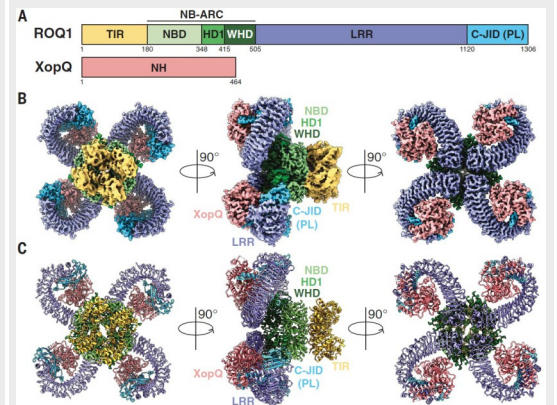 A
NB-ARC
ROQ1 TIR NBD HD1 WHD LRR C-JID (PL)
1 180 348 415 505 1120 1306
XopQ NH
1 464
B
90°
NBD
HD1
WHD
XopQ
C-JID
(PL)
TIR
LRR
90°
C
90°
NBD
HD1
WHD
XopQ
C-JID
(PL)
TIR
LRR
90°